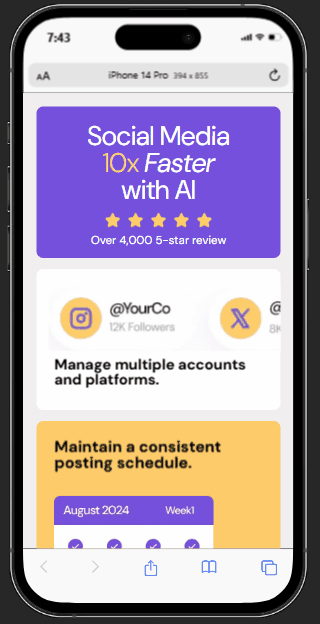 7:43
AA iPhone 14 Pro 394 x 855
Social Media
10x Faster
with AI
Over 4,000 5-star review
@YourCo
12K Followers
@
8K
Manage multiple accounts
and platforms.
Maintain a consistent
posting schedule.
August 2024 Week1